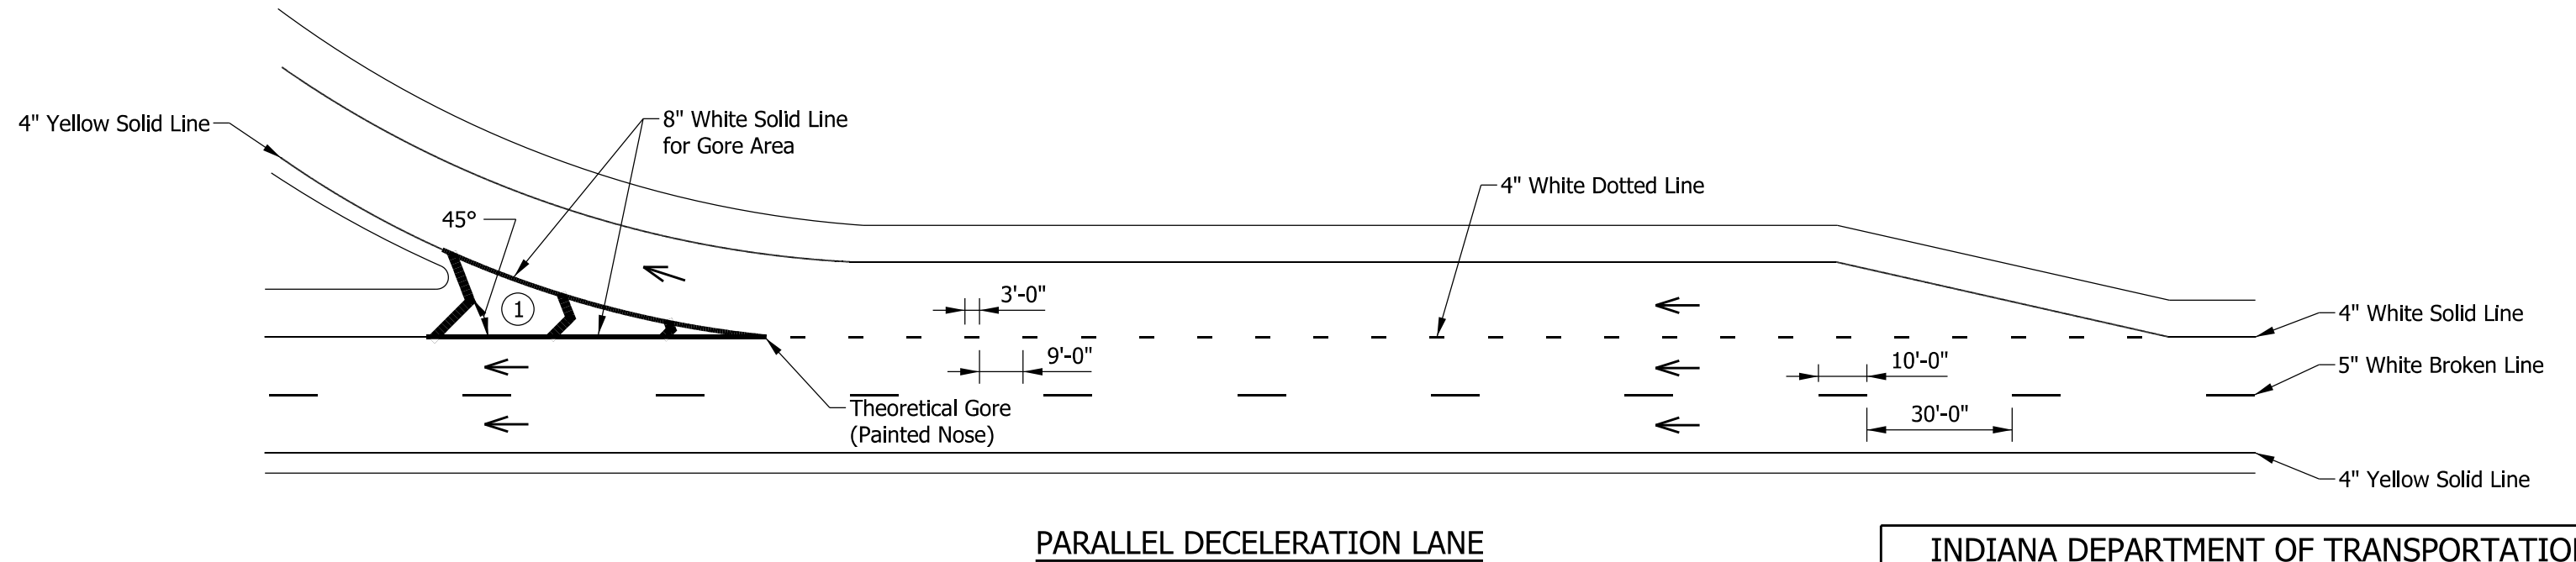 4" Yellow Solid Line
8" White Solid Line
for Gore Area
45°
1
4" White Dotted Line
3'-0"
9'-0"
10'-0"
30'-0"
4" White Solid Line
5" White Broken Line
4" Yellow Solid Line
Theoretical Gore
(Painted Nose)
PARALLEL DECELERATION LANE
INDIANA DEPARTMENT OF TRANSPORTATION